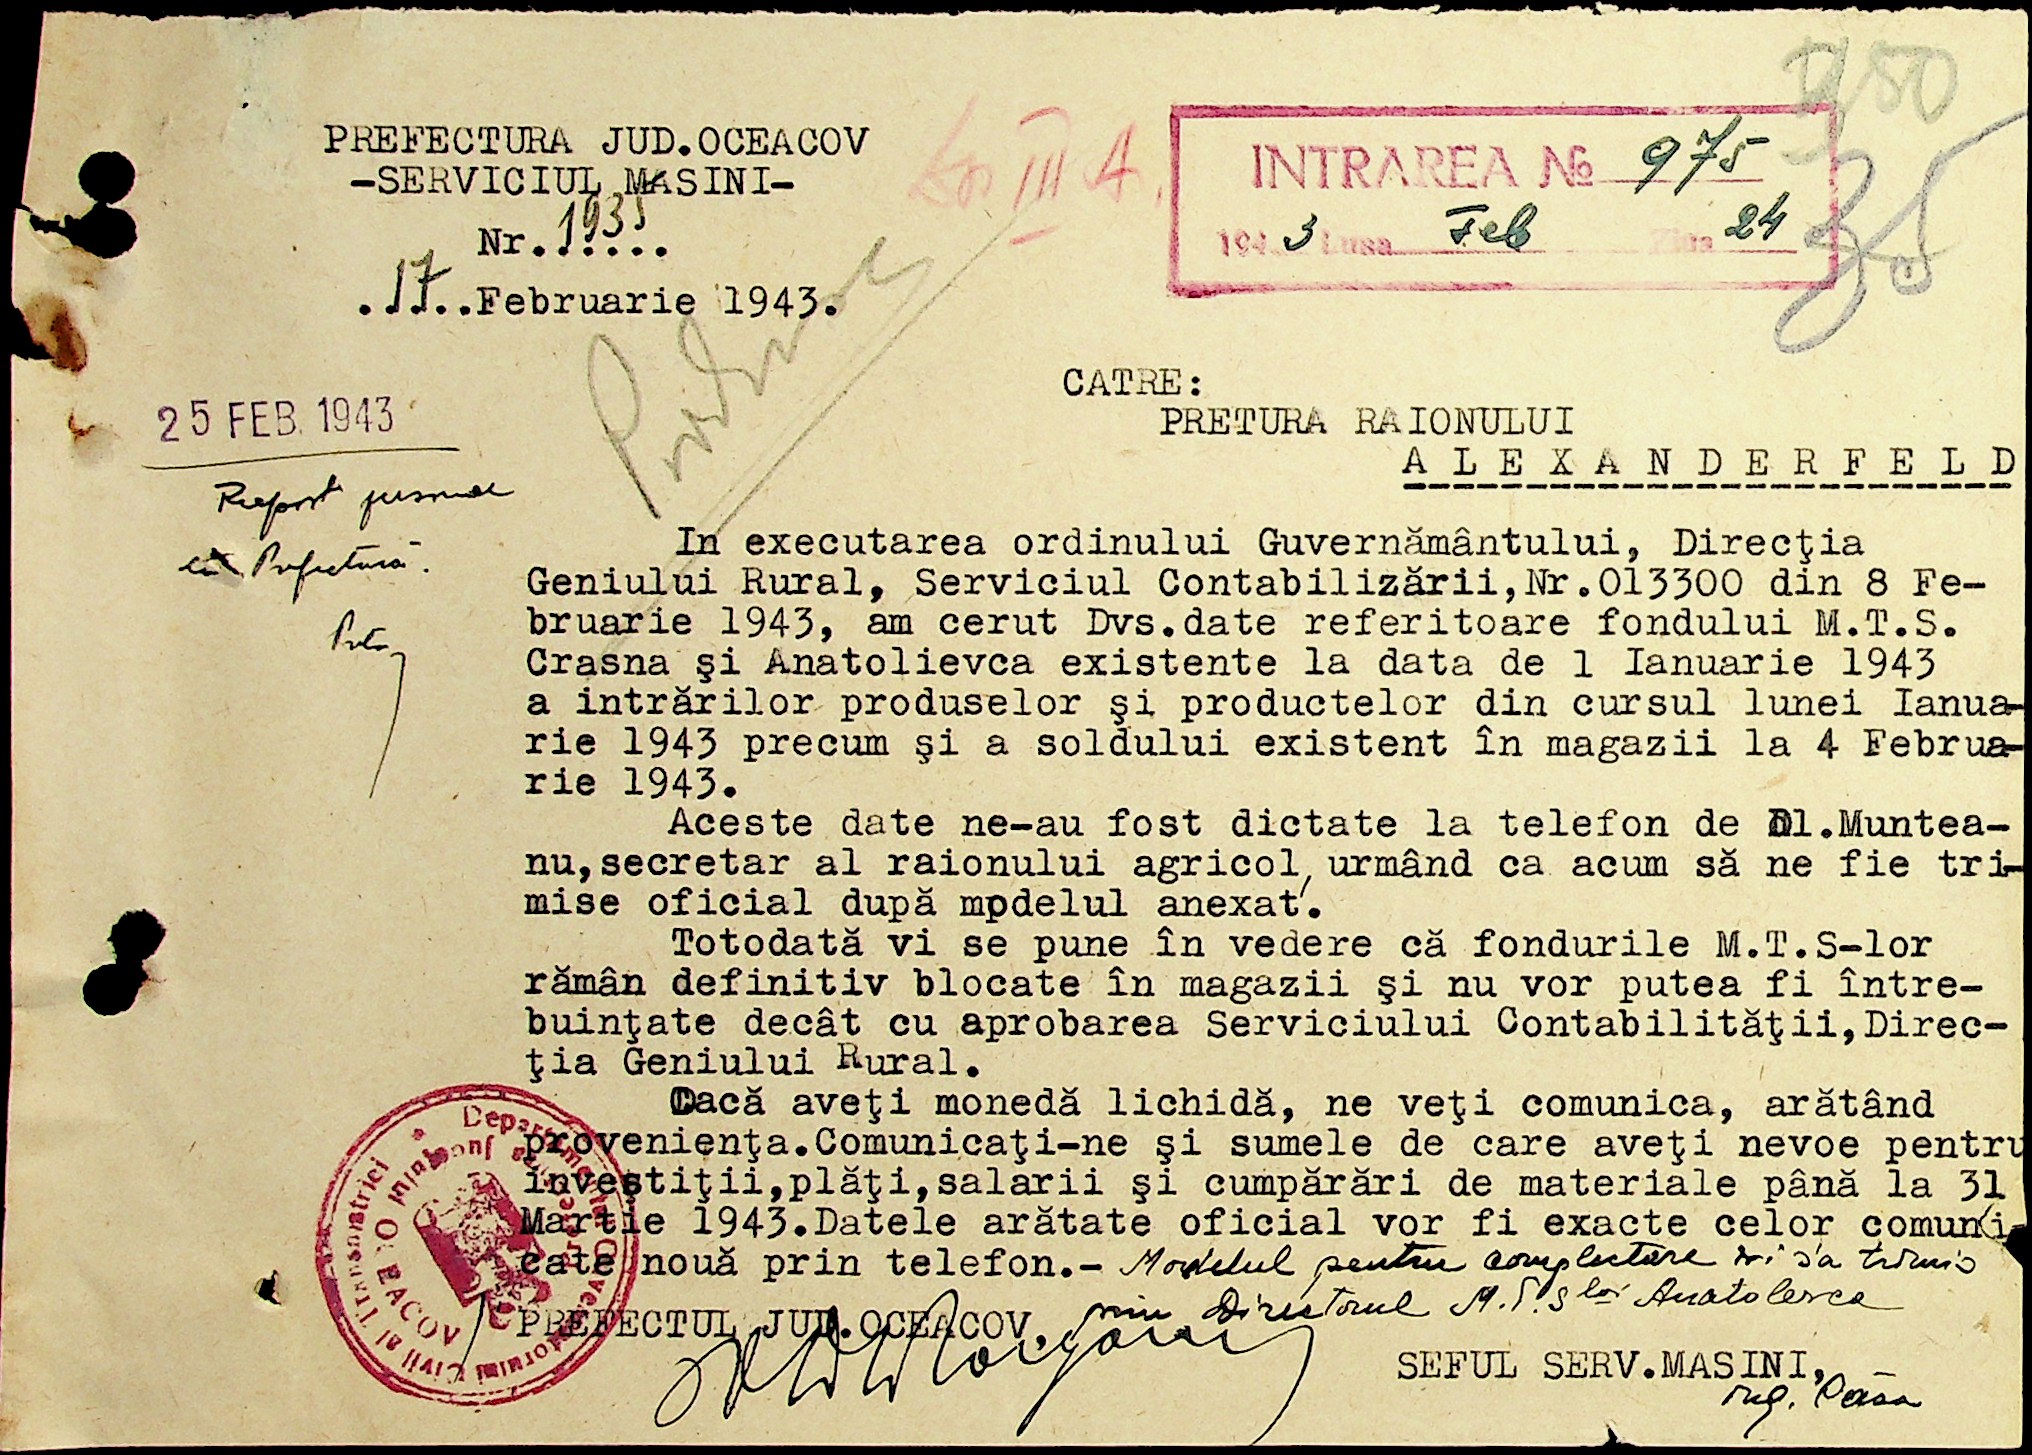 PREFECTURA JUD.OCEACOV
-SERVICIUL MASINI-
Nr.1935
.17..Februarie 1943.
INTRAREA № 975
1943 Luna Feb Ziua 24
III A.
35
25 FEB. 1943
Prefectură.
CATRE:
PRETURA RAIONULUI
ALEXANDERFELD
In executarea ordinului Guvernământului, Direcţia
Geniului Rural, Serviciul Contabilizării,Nr.013300 din 8 Fe-
bruarie 1943, am cerut Dvs.date referitoare fondului M.T.S.
Crasna şi Anatolievca existente la data de 1 Ianuarie 1943
a intrărilor produselor şi productelor din cursul lunei Ianua-
rie 1943 precum şi a soldului existent în magazii la 4 Februa-
rie 1943.
Aceste date ne-au fost dictate la telefon de Dl.Muntea-
nu,secretar al raionului agricol, urmând ca acum să ne fie tri-
mise oficial după modelul anexat.
Totodată vi se pune în vedere că fondurile M.T.S-lor
rămân definitiv blocate în magazii şi nu vor putea fi între-
buinţate decât cu aprobarea Serviciului Contabilităţii,Direc-
ţia Geniului Rural.
Dacă aveţi monedă lichidă, ne veţi comunica, arătând
provenienţa.Comunicaţi-ne şi sumele de care aveţi nevoe pentru
investiţii,plăţi,salarii şi cumpărări de materiale până la 31
Martie 1943.Datele arătate oficial vor fi exacte celor comuni-
cate nouă prin telefon.- Modelul pentru complectare vi s'a trimis
prin Directorul M.T.S lor Anatolevca
PREFECTUL JUD.OCEACOV,
SEFUL SERV.MASINI,
Ing.